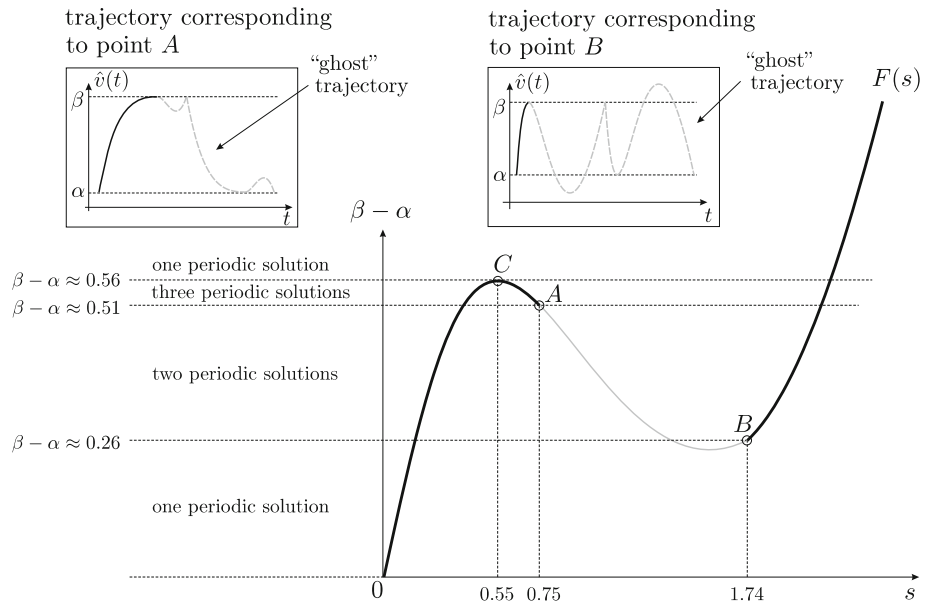 trajectory corresponding
to point A
trajectory corresponding
to point B
"ghost"
trajectory
"ghost"
trajectory
v̂(t)
β
α
t
v̂(t)
β
α
t
F(s)
β − α
one periodic solution
C
β − α ≈ 0.56
three periodic solutions
A
β − α ≈ 0.51
two periodic solutions
B
β − α ≈ 0.26
one periodic solution
0
0.55
0.75
1.74
s